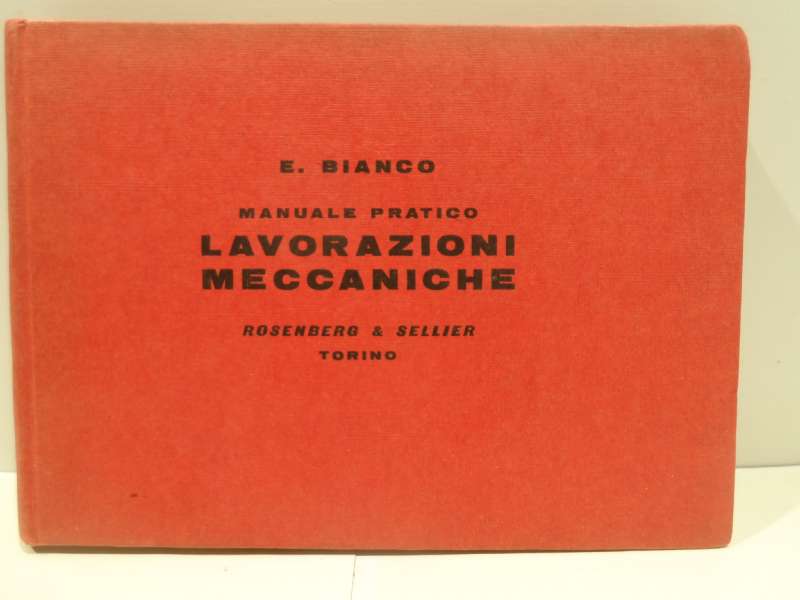 E. BIANCO
MANUALE PRATICO
LAVORAZIONI
MECCANICHE
ROSENBERG & SELLIER
TORINO